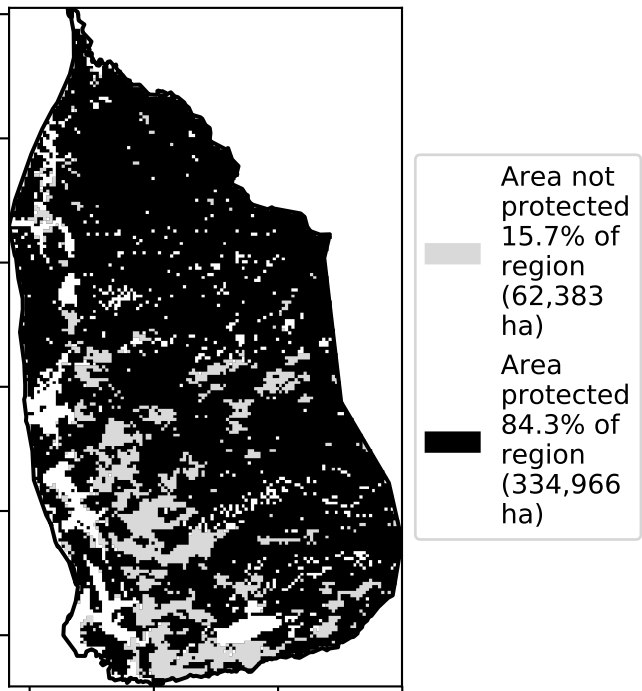 Area not
protected
15.7% of
region
(62,383
ha)
Area
protected
84.3% of
region
(334,966
ha)